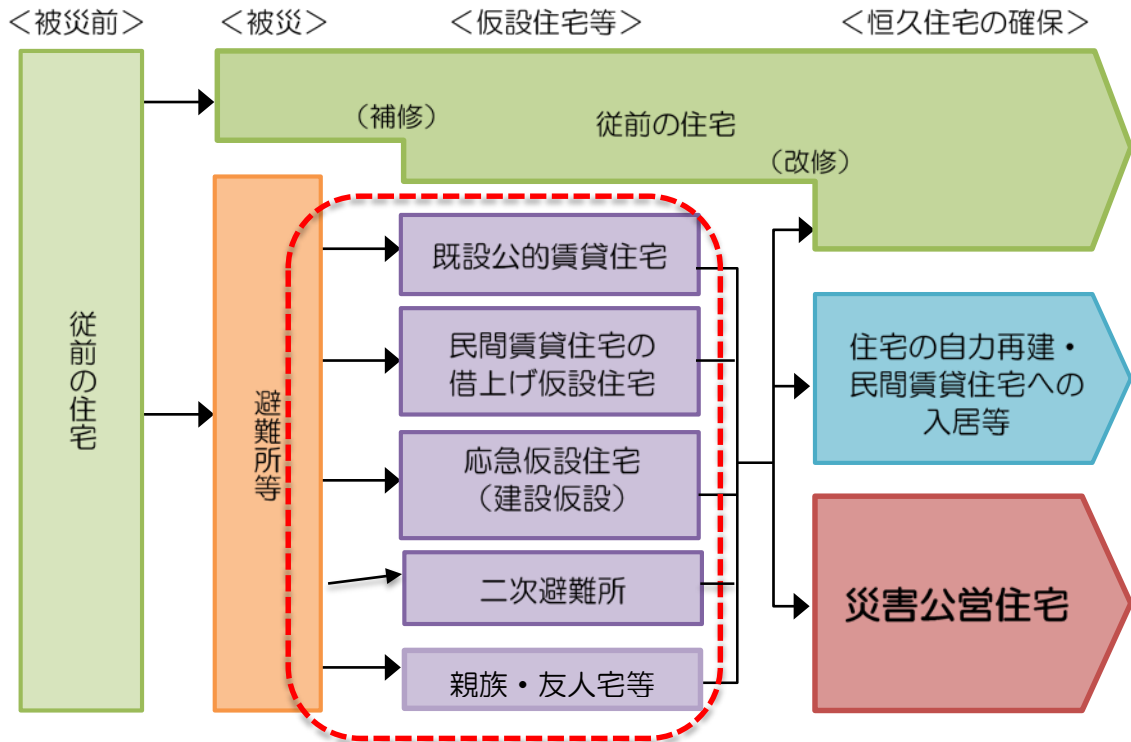 ＜被災前＞
＜被災＞
＜仮設住宅等＞
＜恒久住宅の確保＞
従前の住宅
（補修）
従前の住宅
（改修）
避難所等
既設公的賃貸住宅
民間賃貸住宅の
借上げ仮設住宅
応急仮設住宅
（建設仮設）
二次避難所
親族・友人宅等
住宅の自力再建・
民間賃貸住宅への
入居等
災害公営住宅